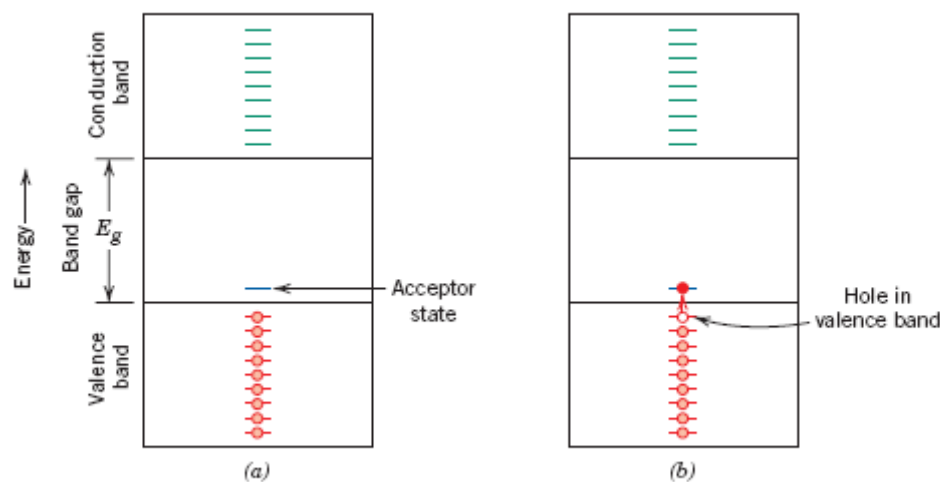 Energy
Conduction
band
Band gap
E_g
Valence
band
Acceptor
state
Hole in
valence band
(a)
(b)